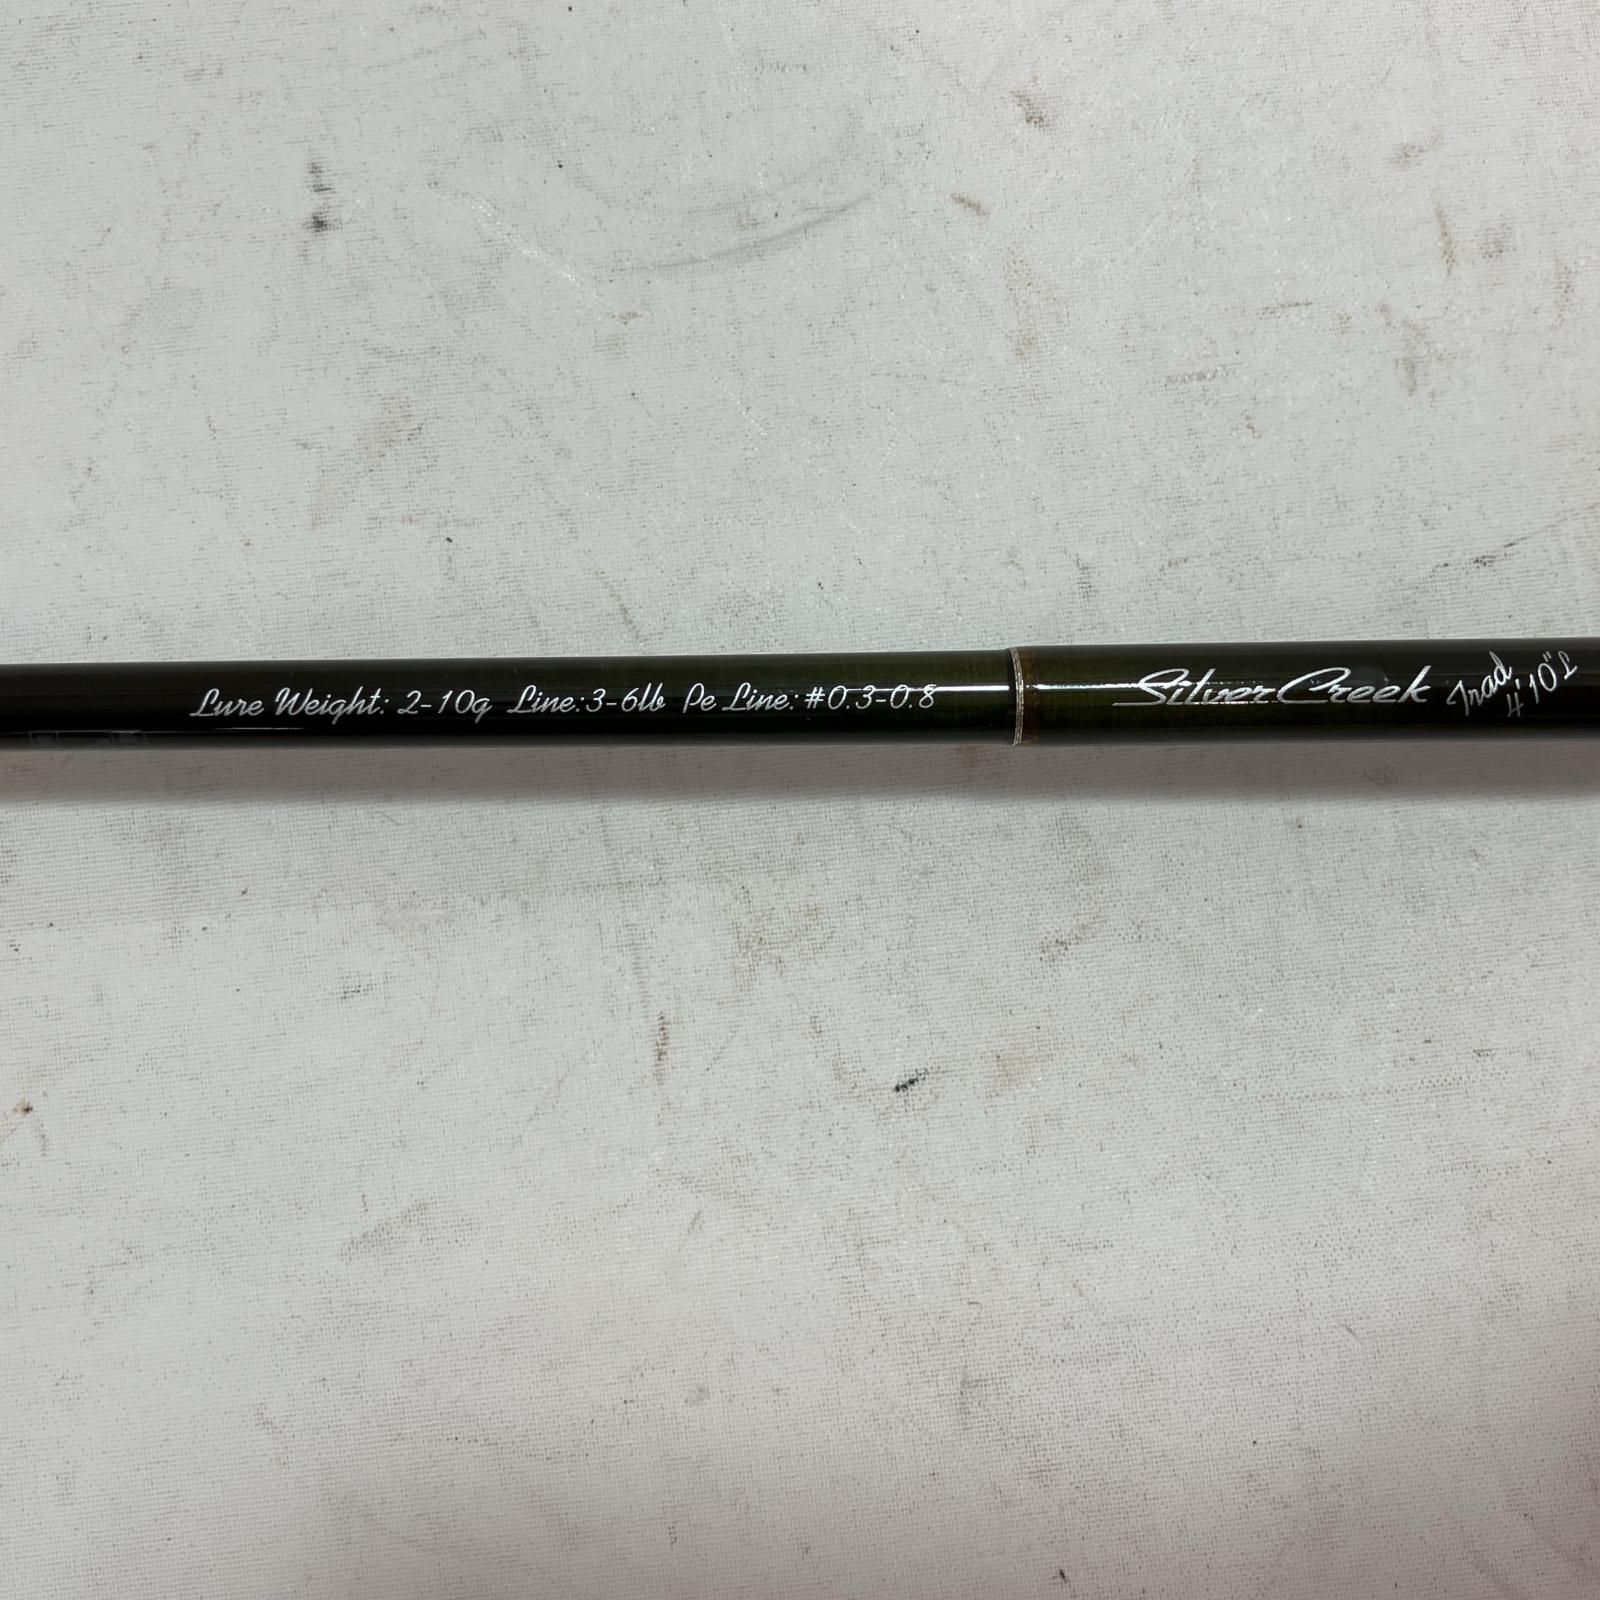 Lure Weight: 2-10g Line:3-6lb Pe Line: #0.3-0.8
Silver Creek Trad 4'10"L